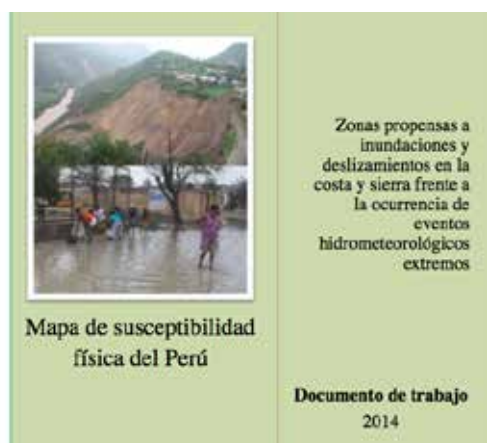 Mapa de susceptibilidad
física del Perú
Zonas propensas a
inundaciones y
deslizamientos en la
costa y sierra frente a
la ocurrencia de
eventos
hidrometeorológicos
extremos
Documento de trabajo
2014